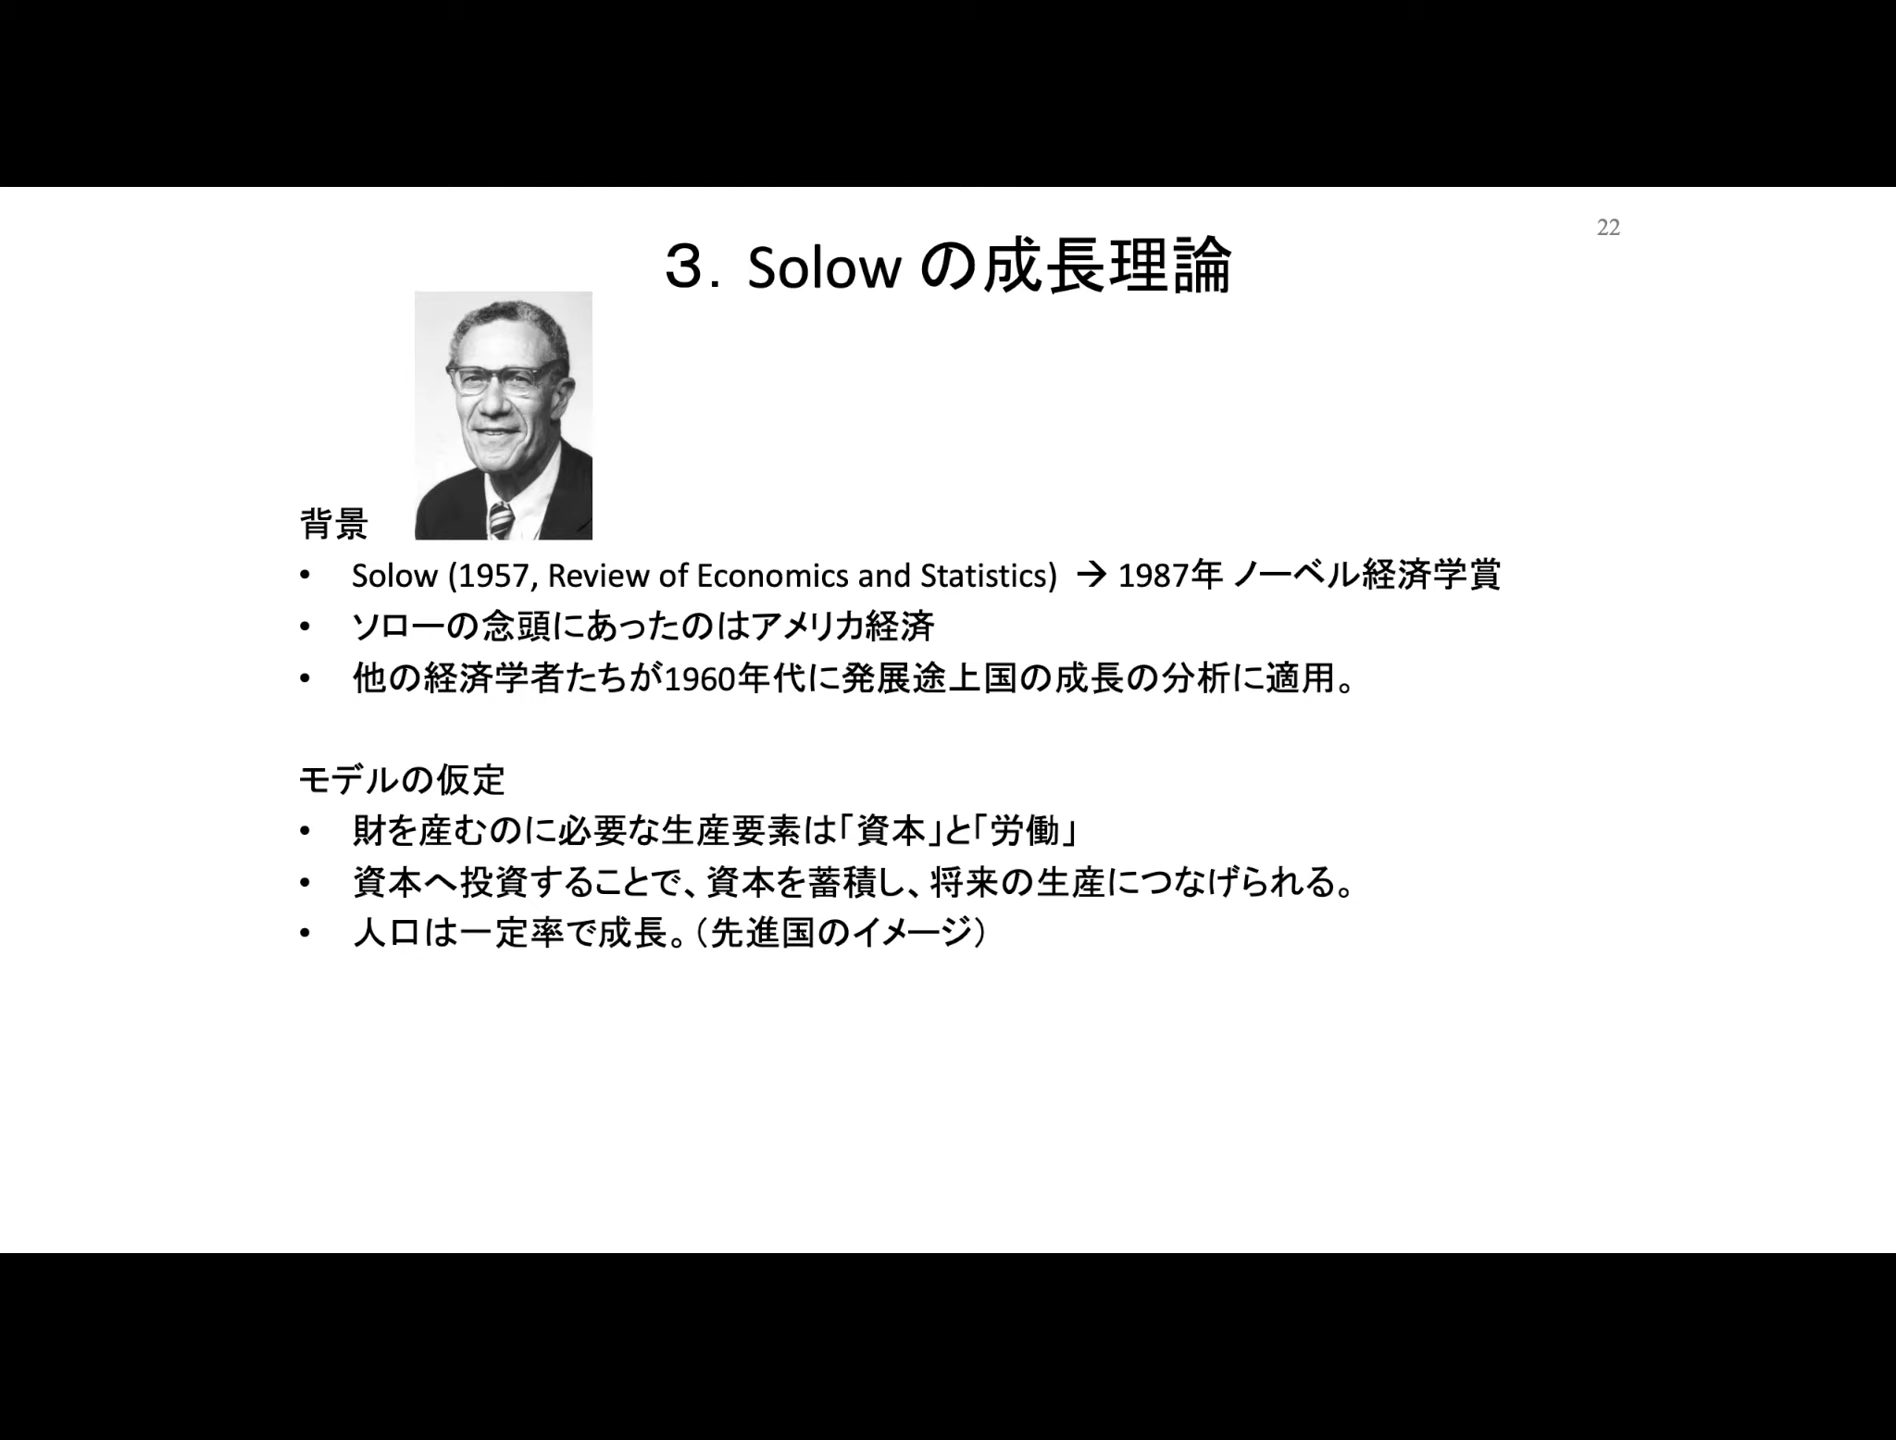 22
３．Solow の成長理論
背景
• Solow (1957, Review of Economics and Statistics) → 1987年 ノーベル経済学賞
• ソローの念頭にあったのはアメリカ経済
• 他の経済学者たちが1960年代に発展途上国の成長の分析に適用。
モデルの仮定
• 財を産むのに必要な生産要素は「資本」と「労働」
• 資本へ投資することで、資本を蓄積し、将来の生産につなげられる。
• 人口は一定率で成長。（先進国のイメージ）